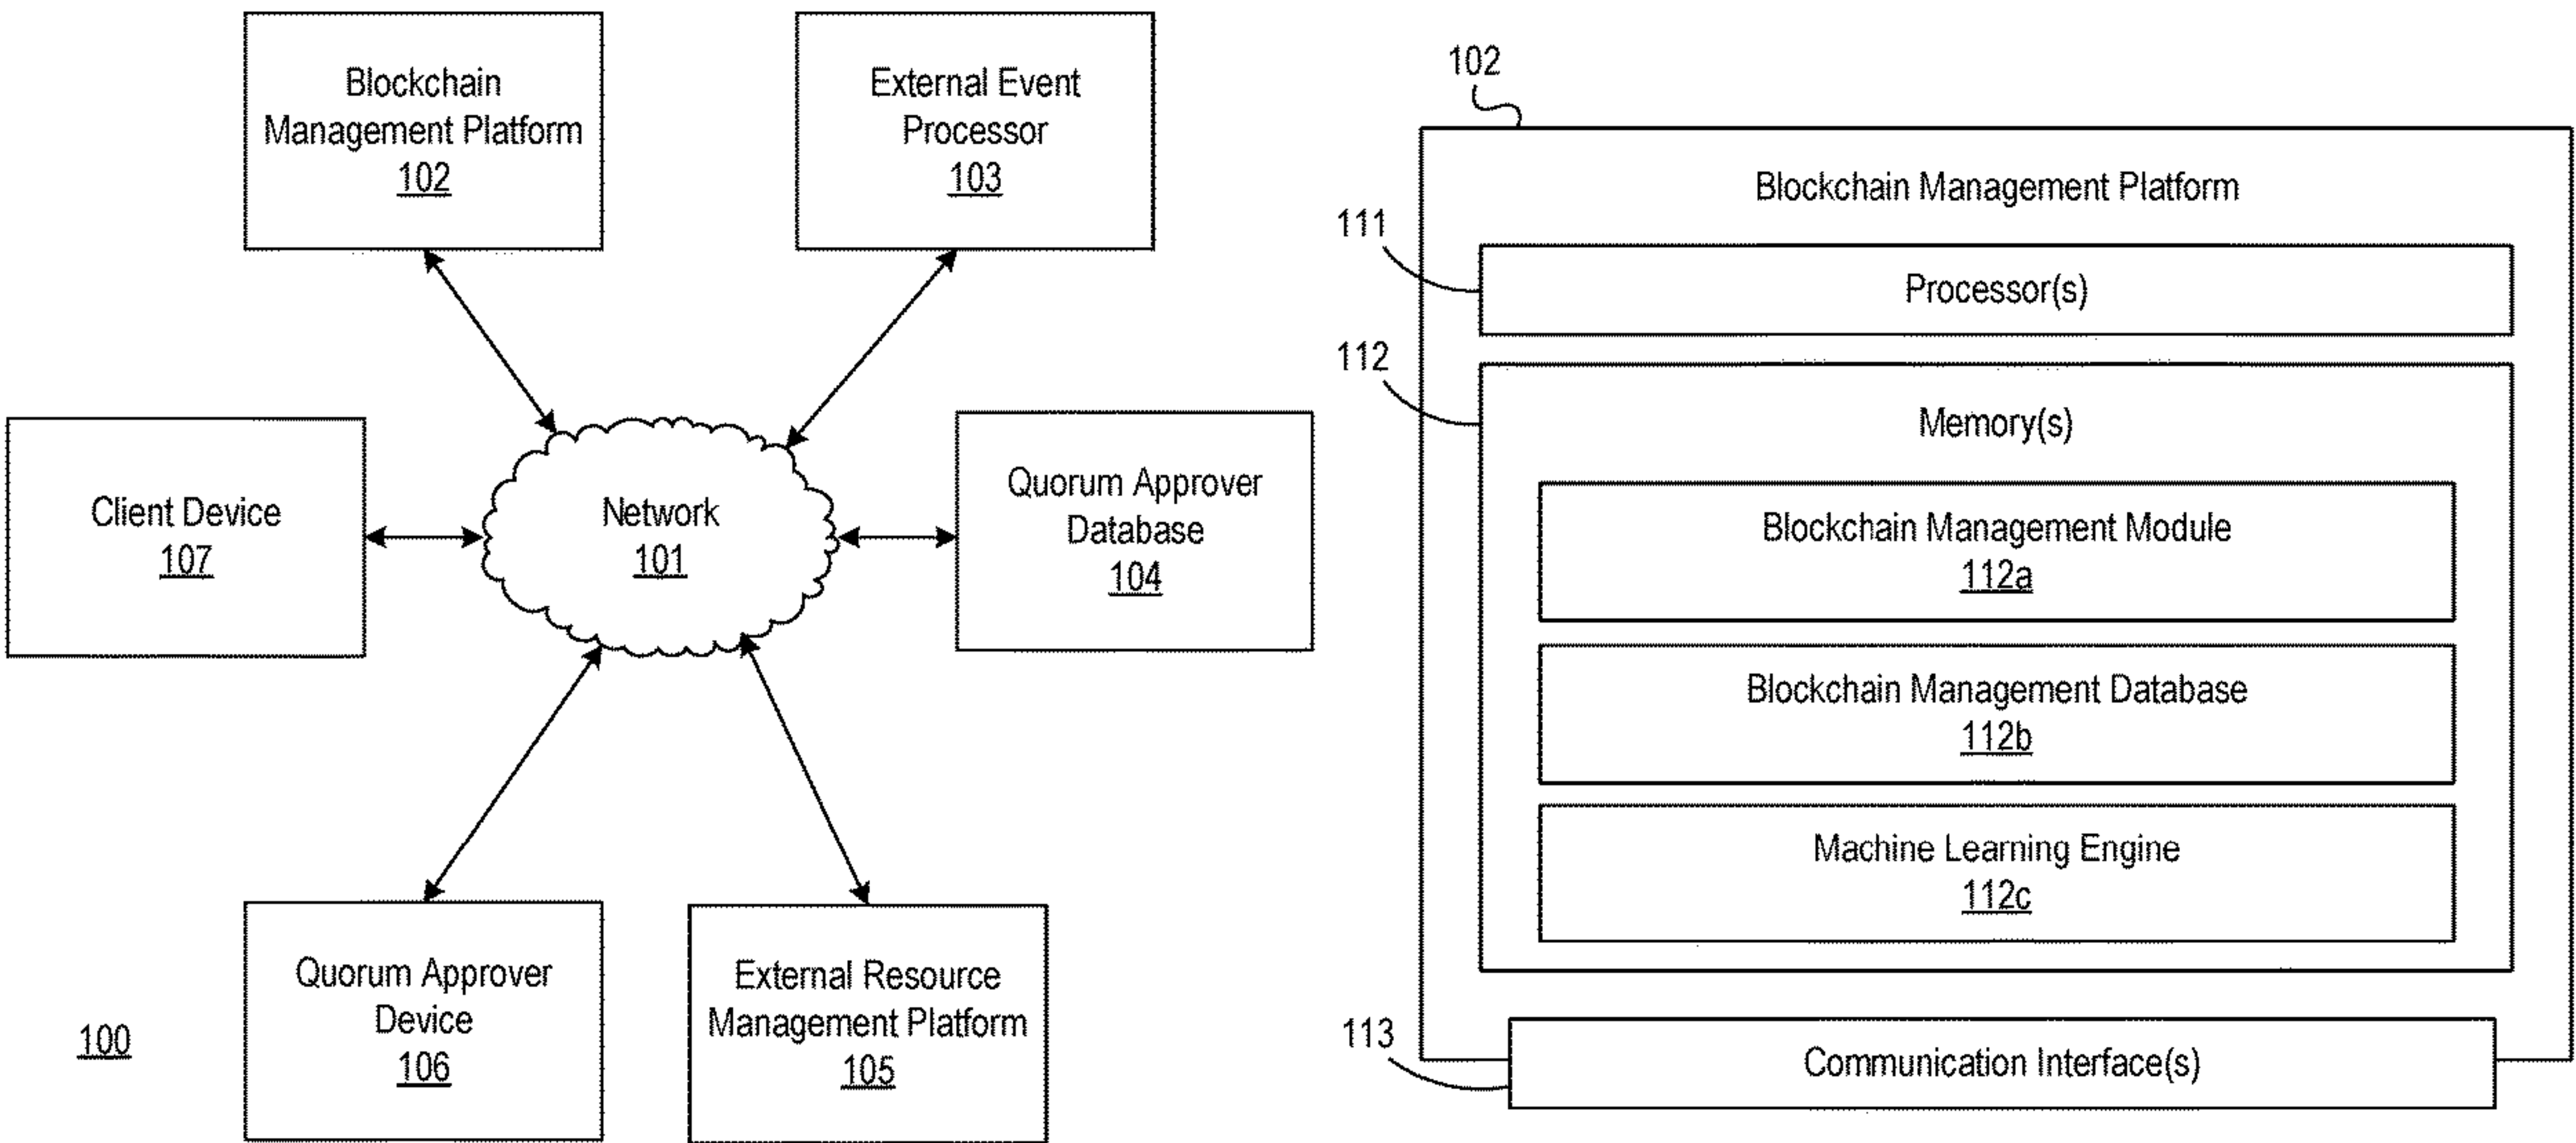 Blockchain
Management Platform
102
External Event
Processor
103
Client Device
107
Network
101
Quorum Approver
Database
104
Quorum Approver
Device
106
External Resource
Management Platform
105
100
102
Blockchain Management Platform
111
Processor(s)
112
Memory(s)
Blockchain Management Module
112a
Blockchain Management Database
112b
Machine Learning Engine
112c
113
Communication Interface(s)